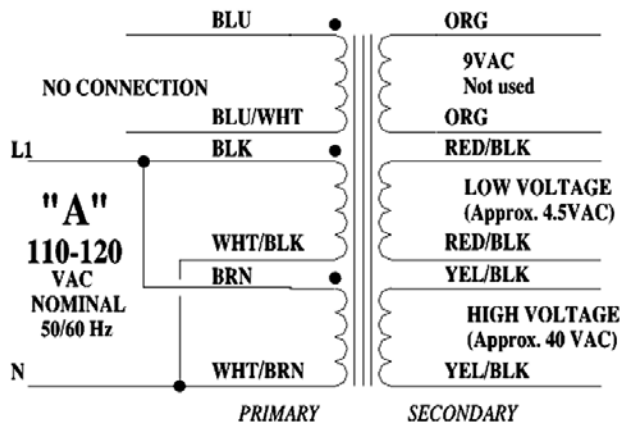 BLU
ORG
9VAC
Not used
NO CONNECTION
BLU/WHT
ORG
L1
BLK
RED/BLK
"A"
110-120
VAC
NOMINAL
50/60 Hz
LOW VOLTAGE
(Approx. 4.5VAC)
WHT/BLK
RED/BLK
BRN
YEL/BLK
HIGH VOLTAGE
(Approx. 40 VAC)
N
WHT/BRN
YEL/BLK
PRIMARY
SECONDARY